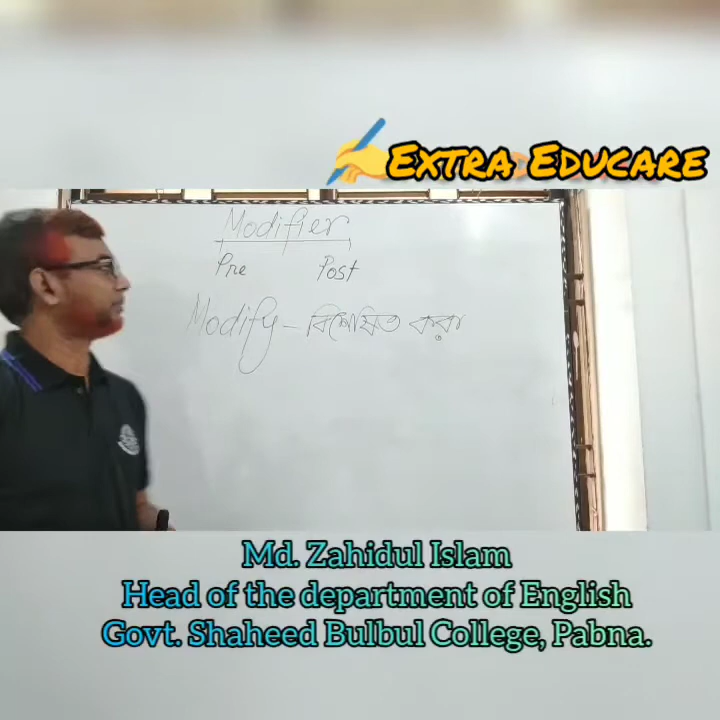 EXTRA EDUCARE
Modifier
Pre Post
Modify - বিশেষিত করা
Md. Zahidul Islam
Head of the department of English
Govt. Shaheed Bulbul College, Pabna.